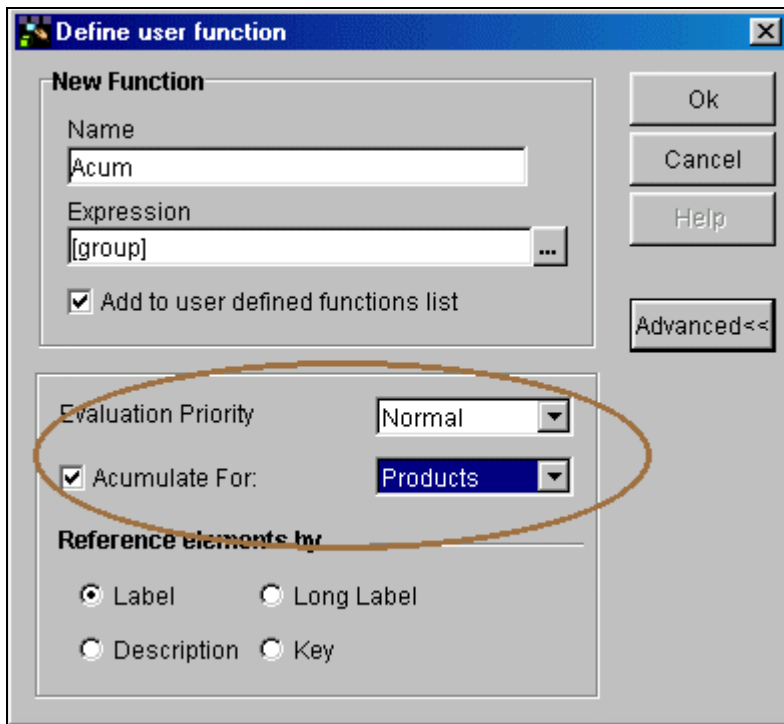 Define user function
New Function
Name
Acum
Expression
[group]
...
Add to user defined functions list
Ok
Cancel
Help
Advanced<<
Evaluation Priority
Normal
Acumulate For:
Products
Reference elements by
Label
Long Label
Description
Key